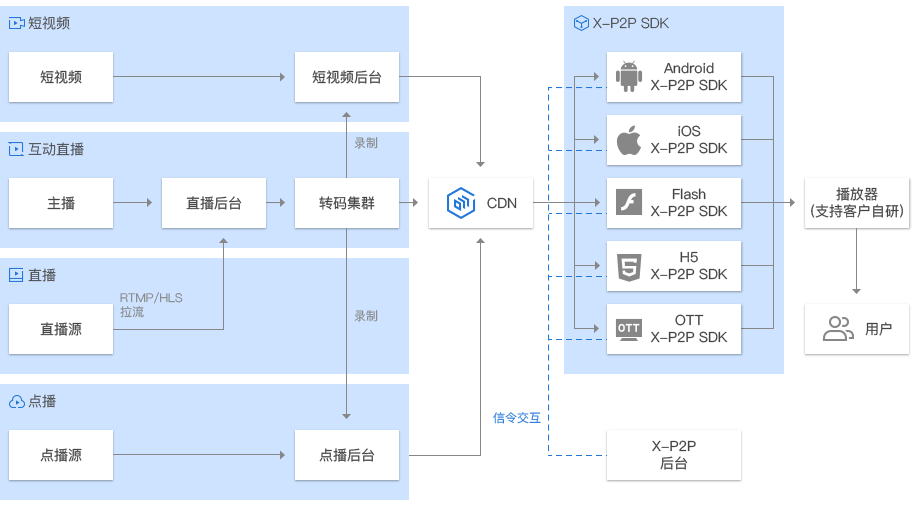 短视频
短视频
短视频后台
录制
互动直播
主播
直播后台
转码集群
CDN
直播
RTMP/HLS
拉流
直播源
录制
点播
点播源
点播后台
X-P2P SDK
Android
X-P2P SDK
iOS
X-P2P SDK
Flash
X-P2P SDK
H5
X-P2P SDK
OTT
OTT
X-P2P SDK
信令交互
X-P2P
后台
播放器
(支持客户自研)
用户